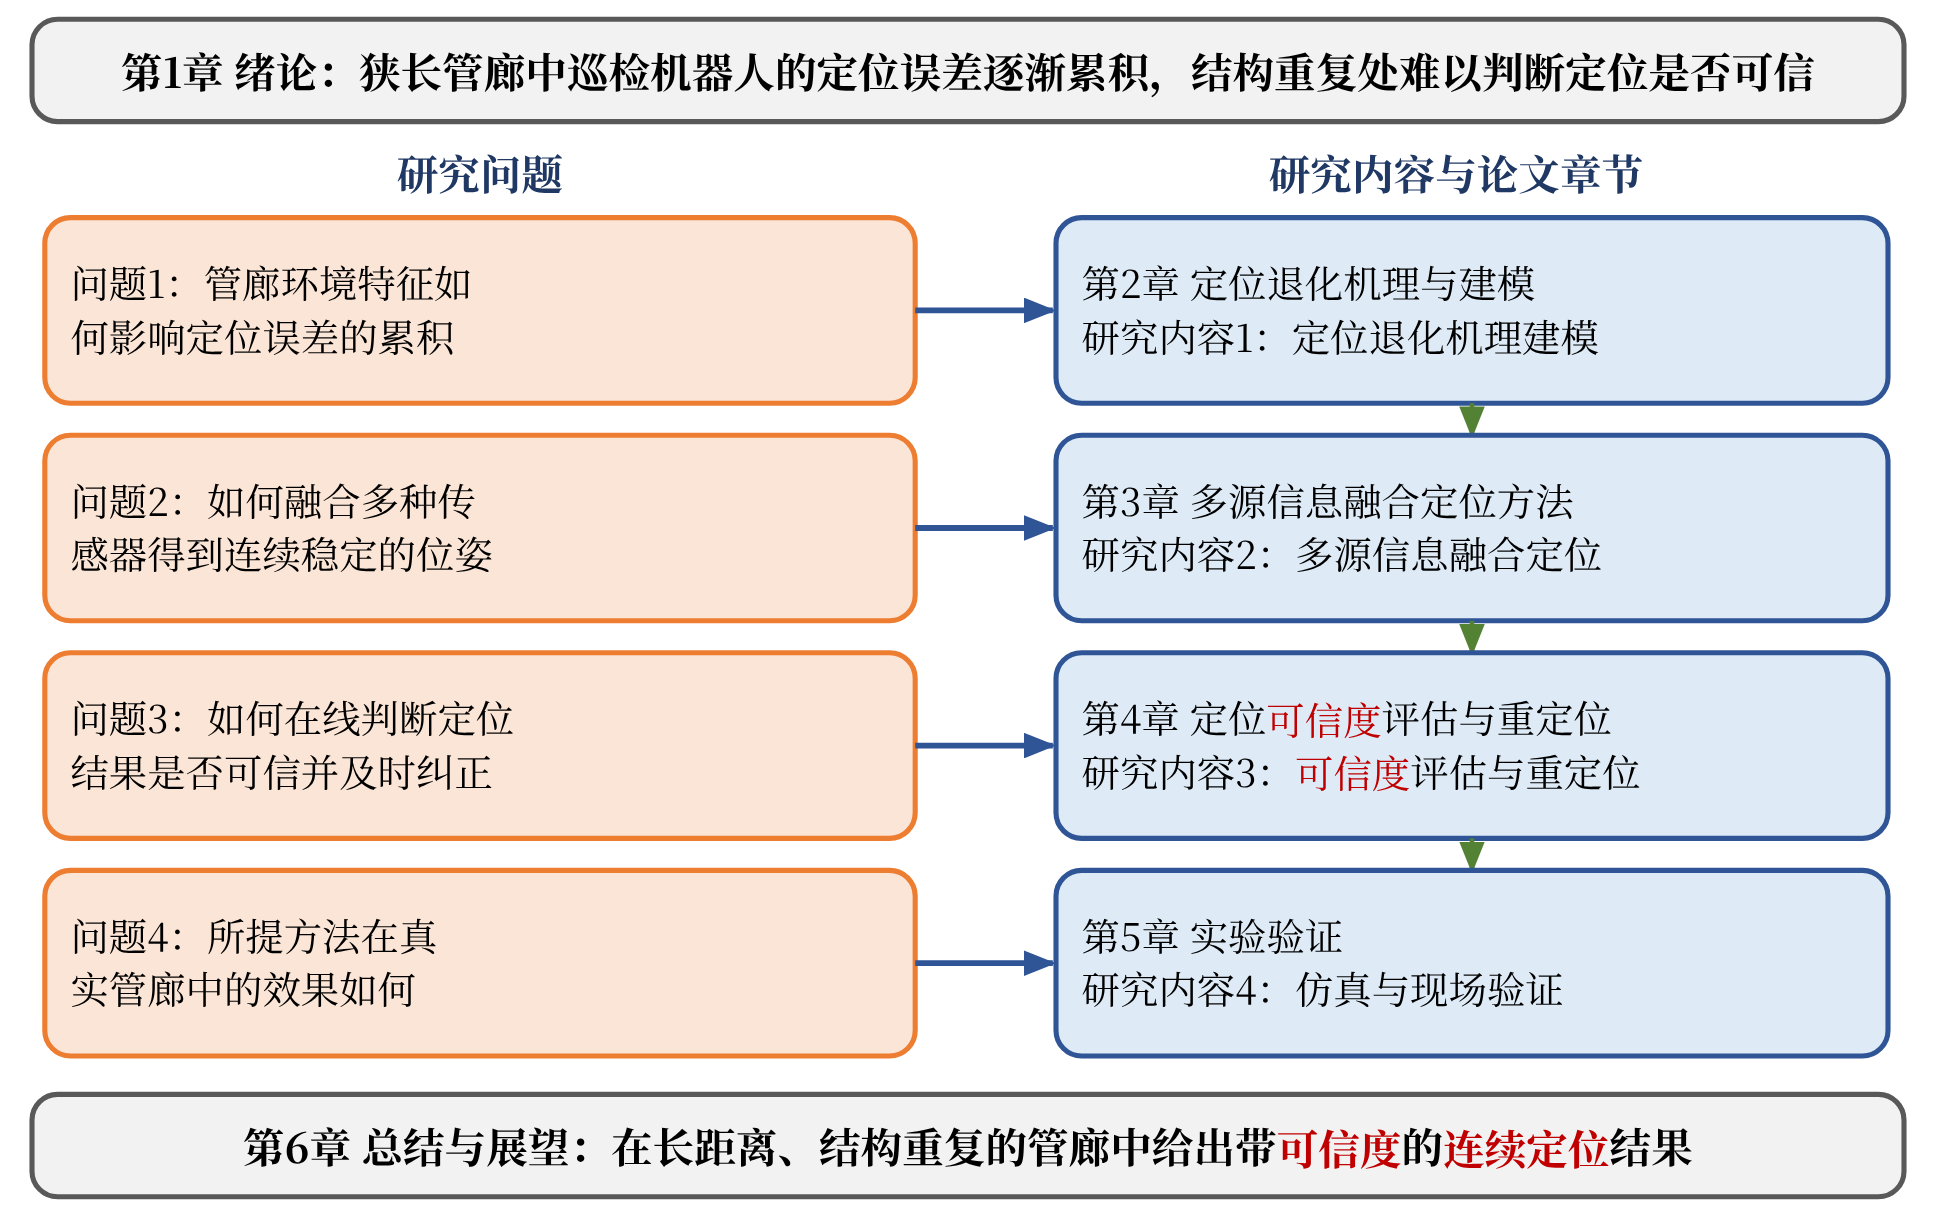 第1章 绪论：狭长管廊中巡检机器人的定位误差逐渐累积，结构重复处难以判断定位是否可信
研究问题
研究内容与论文章节
问题1：管廊环境特征如
何影响定位误差的累积
第2章 定位退化机理与建模
研究内容1：定位退化机理建模
问题2：如何融合多种传
感器得到连续稳定的位姿
第3章 多源信息融合定位方法
研究内容2：多源信息融合定位
问题3：如何在线判断定位
结果是否可信并及时纠正
第4章 定位可信度评估与重定位
研究内容3：可信度评估与重定位
问题4：所提方法在真
实管廊中的效果如何
第5章 实验验证
研究内容4：仿真与现场验证
第6章 总结与展望：在长距离、结构重复的管廊中给出带可信度的连续定位结果